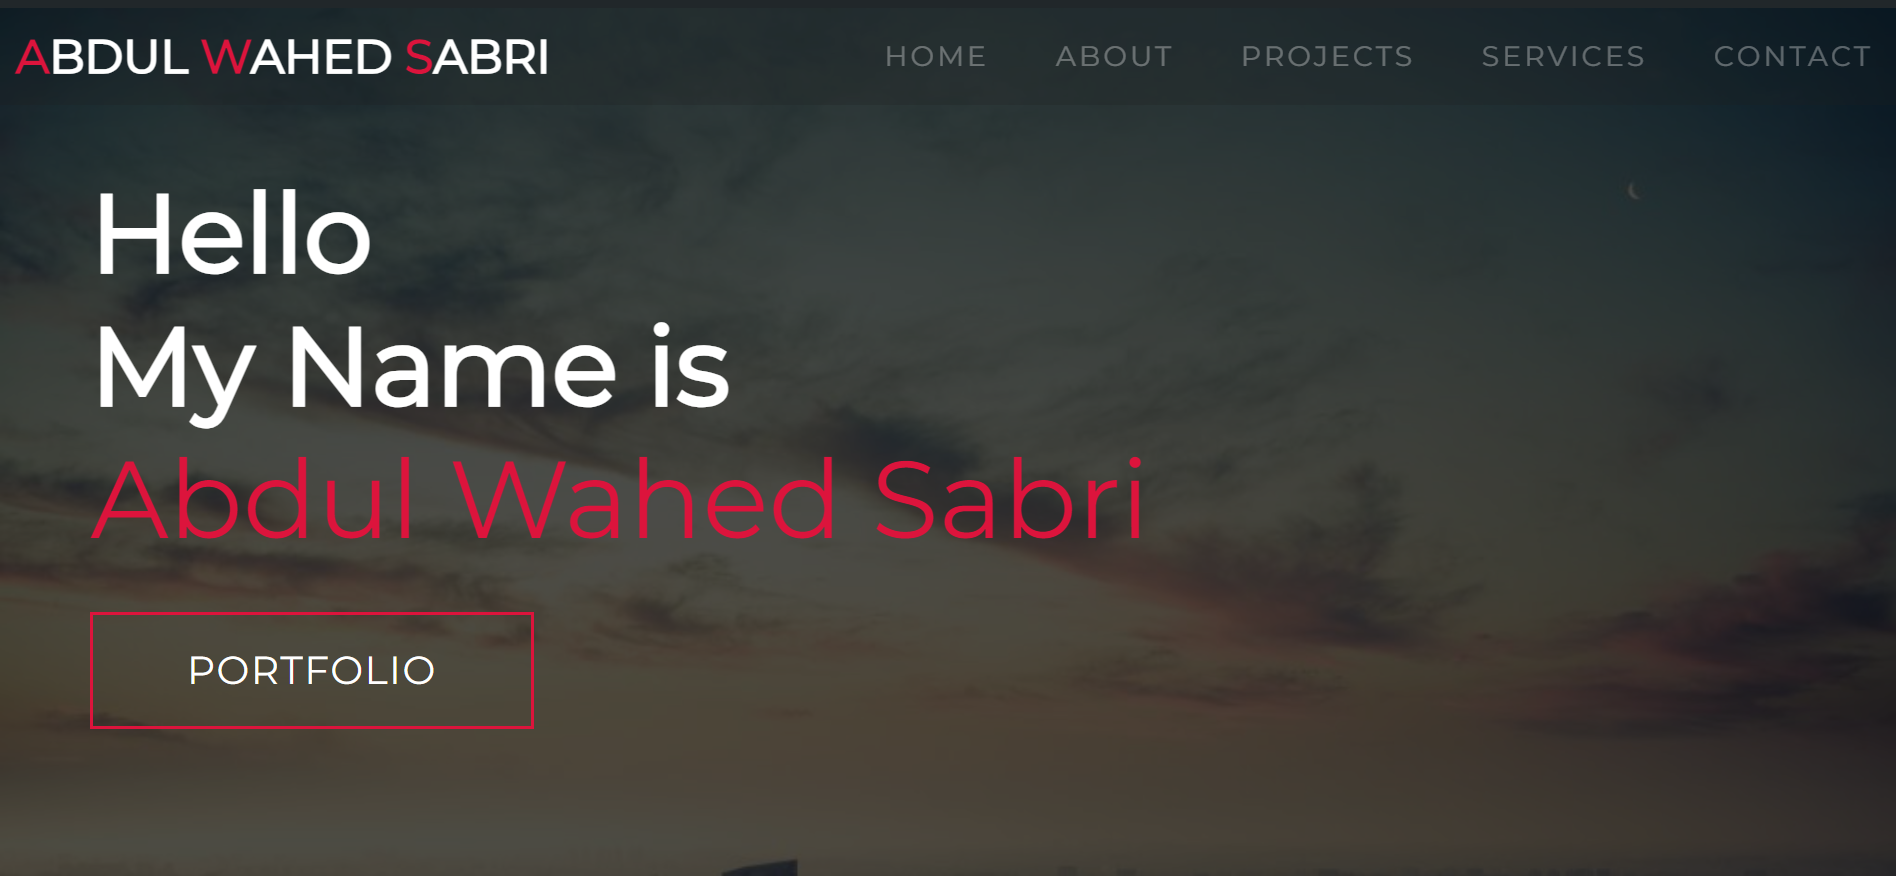 ABDUL WAHED SABRI
HOME ABOUT PROJECTS SERVICES CONTACT
Hello
My Name is
Abdul Wahed Sabri
PORTFOLIO